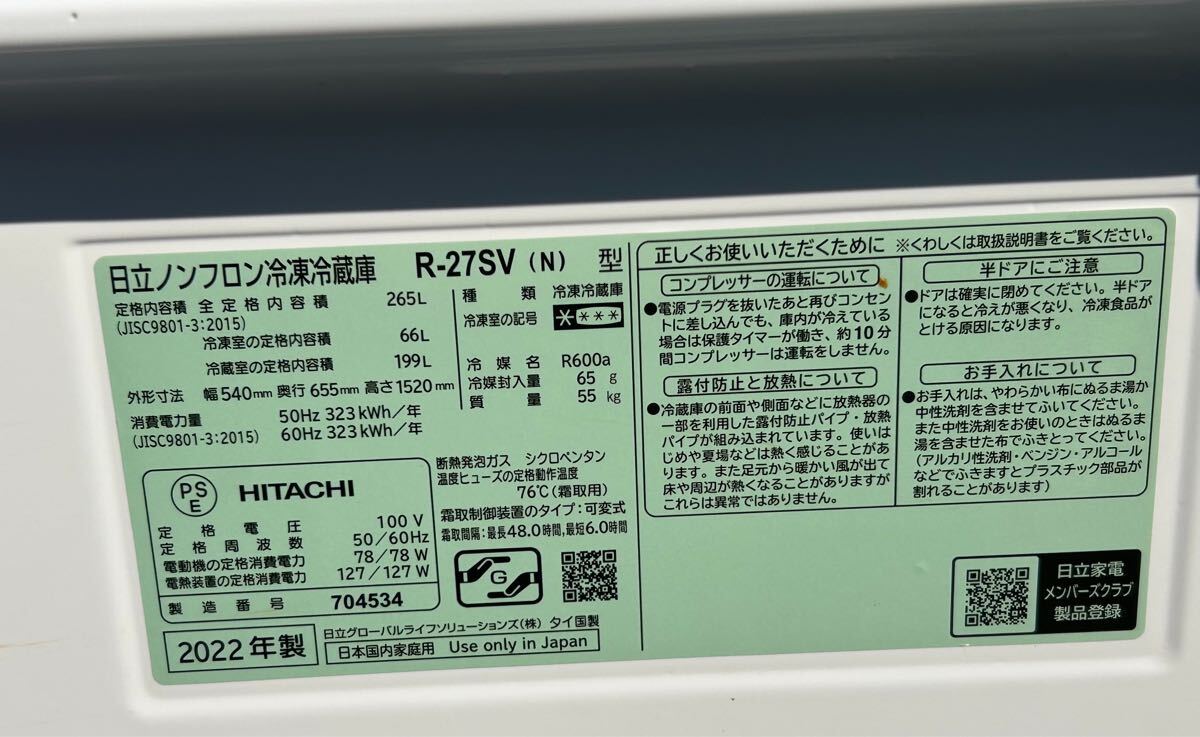 日立ノンフロン冷凍冷蔵庫 R-27SV (N) 型
定格内容積 全定格内容積 265L
(JISC9801-3:2015)
冷凍室の定格内容積 66L
冷蔵室の定格内容積 199L
外形寸法 幅540mm 奥行655mm 高さ1520mm
消費電力量 50Hz 323kWh/年
(JISC9801-3:2015) 60Hz 323kWh/年
種類 冷凍冷蔵庫
冷凍室の記号 ****
冷媒名 R600a
冷媒封入量 65 g
質量 55 kg
PS
E
HITACHI
定格電圧 100V
定格周波数 50/60Hz
電動機の定格消費電力 78/78W
電熱装置の定格消費電力 127/127W
製造番号 704534
断熱発泡ガス シクロペンタン
温度ヒューズの定格動作温度
76℃(霜取用)
霜取制御装置のタイプ:可変式
霜取間隔:最長48.0時間,最短6.0時間
G
2022年製
日立グローバルライフソリューションズ(株) タイ国製
日本国内家庭用 Use only in Japan
正しくお使いいただくために ※くわしくは取扱説明書をご覧ください。
コンプレッサーの運転について
●電源プラグを抜いたあと再びコンセン
トに差し込んでも、庫内が冷えている
場合は保護タイマーが働き、約10分
間コンプレッサーは運転をしません。
露付防止と放熱について
●冷蔵庫の前面や側面などに放熱器の
一部を利用した露付防止パイプ・放熱
パイプが組み込まれています。使いは
じめや夏場などは熱く感じることがあ
ります。また足元から暖かい風が出て
床や周辺が熱くなることがありますが
これらは異常ではありません。
半ドアにご注意
●ドアは確実に閉めてください。半ドア
になると冷えが悪くなり、冷凍食品が
とける原因になります。
お手入れについて
●お手入れは、やわらかい布にぬるま湯か
中性洗剤を含ませてふいてください。
また中性洗剤をお使いのときはぬるま
湯を含ませた布でふきとってください。
(アルカリ性洗剤・ベンジン・アルコール
などでふきますとプラスチック部品が
割れることがあります)
日立家電
メンバーズクラブ
製品登録